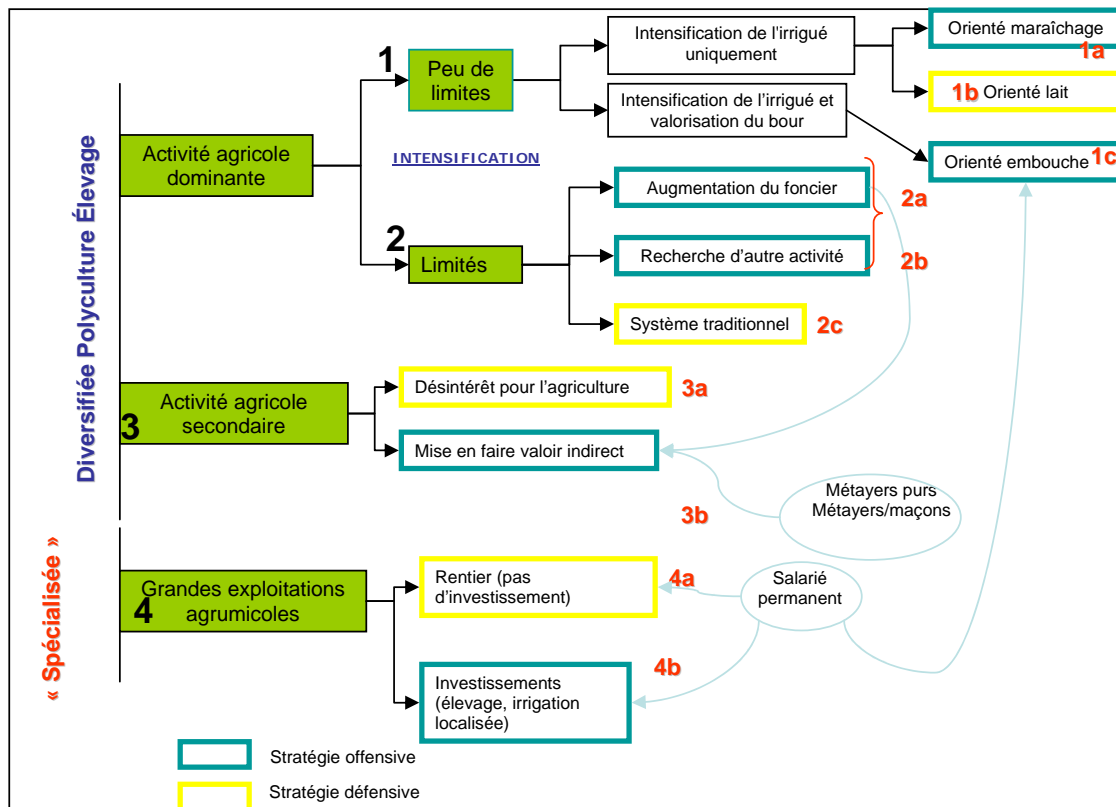 Diversifiée Polyculture Élevage
« Spécialisée »
Activité agricole
dominante
1
Peu de
limites
Intensification de l'irrigué
uniquement
Orienté maraîchage
1a
1b Orienté lait
Intensification de l'irrigué et
valorisation du bour
Orienté embouche
1c
INTENSIFICATION
2
Limités
Augmentation du foncier
2a
Recherche d'autre activité
2b
Système traditionnel
2c
3
Activité agricole
secondaire
Désintérêt pour l'agriculture
3a
Mise en faire valoir indirect
3b
Métayers purs
Métayers/maçons
4
Grandes exploitations
agrumicoles
Rentier (pas
d'investissement)
4a
Salarié
permanent
Investissements
(élevage, irrigation
localisée)
4b
Stratégie offensive
Stratégie défensive